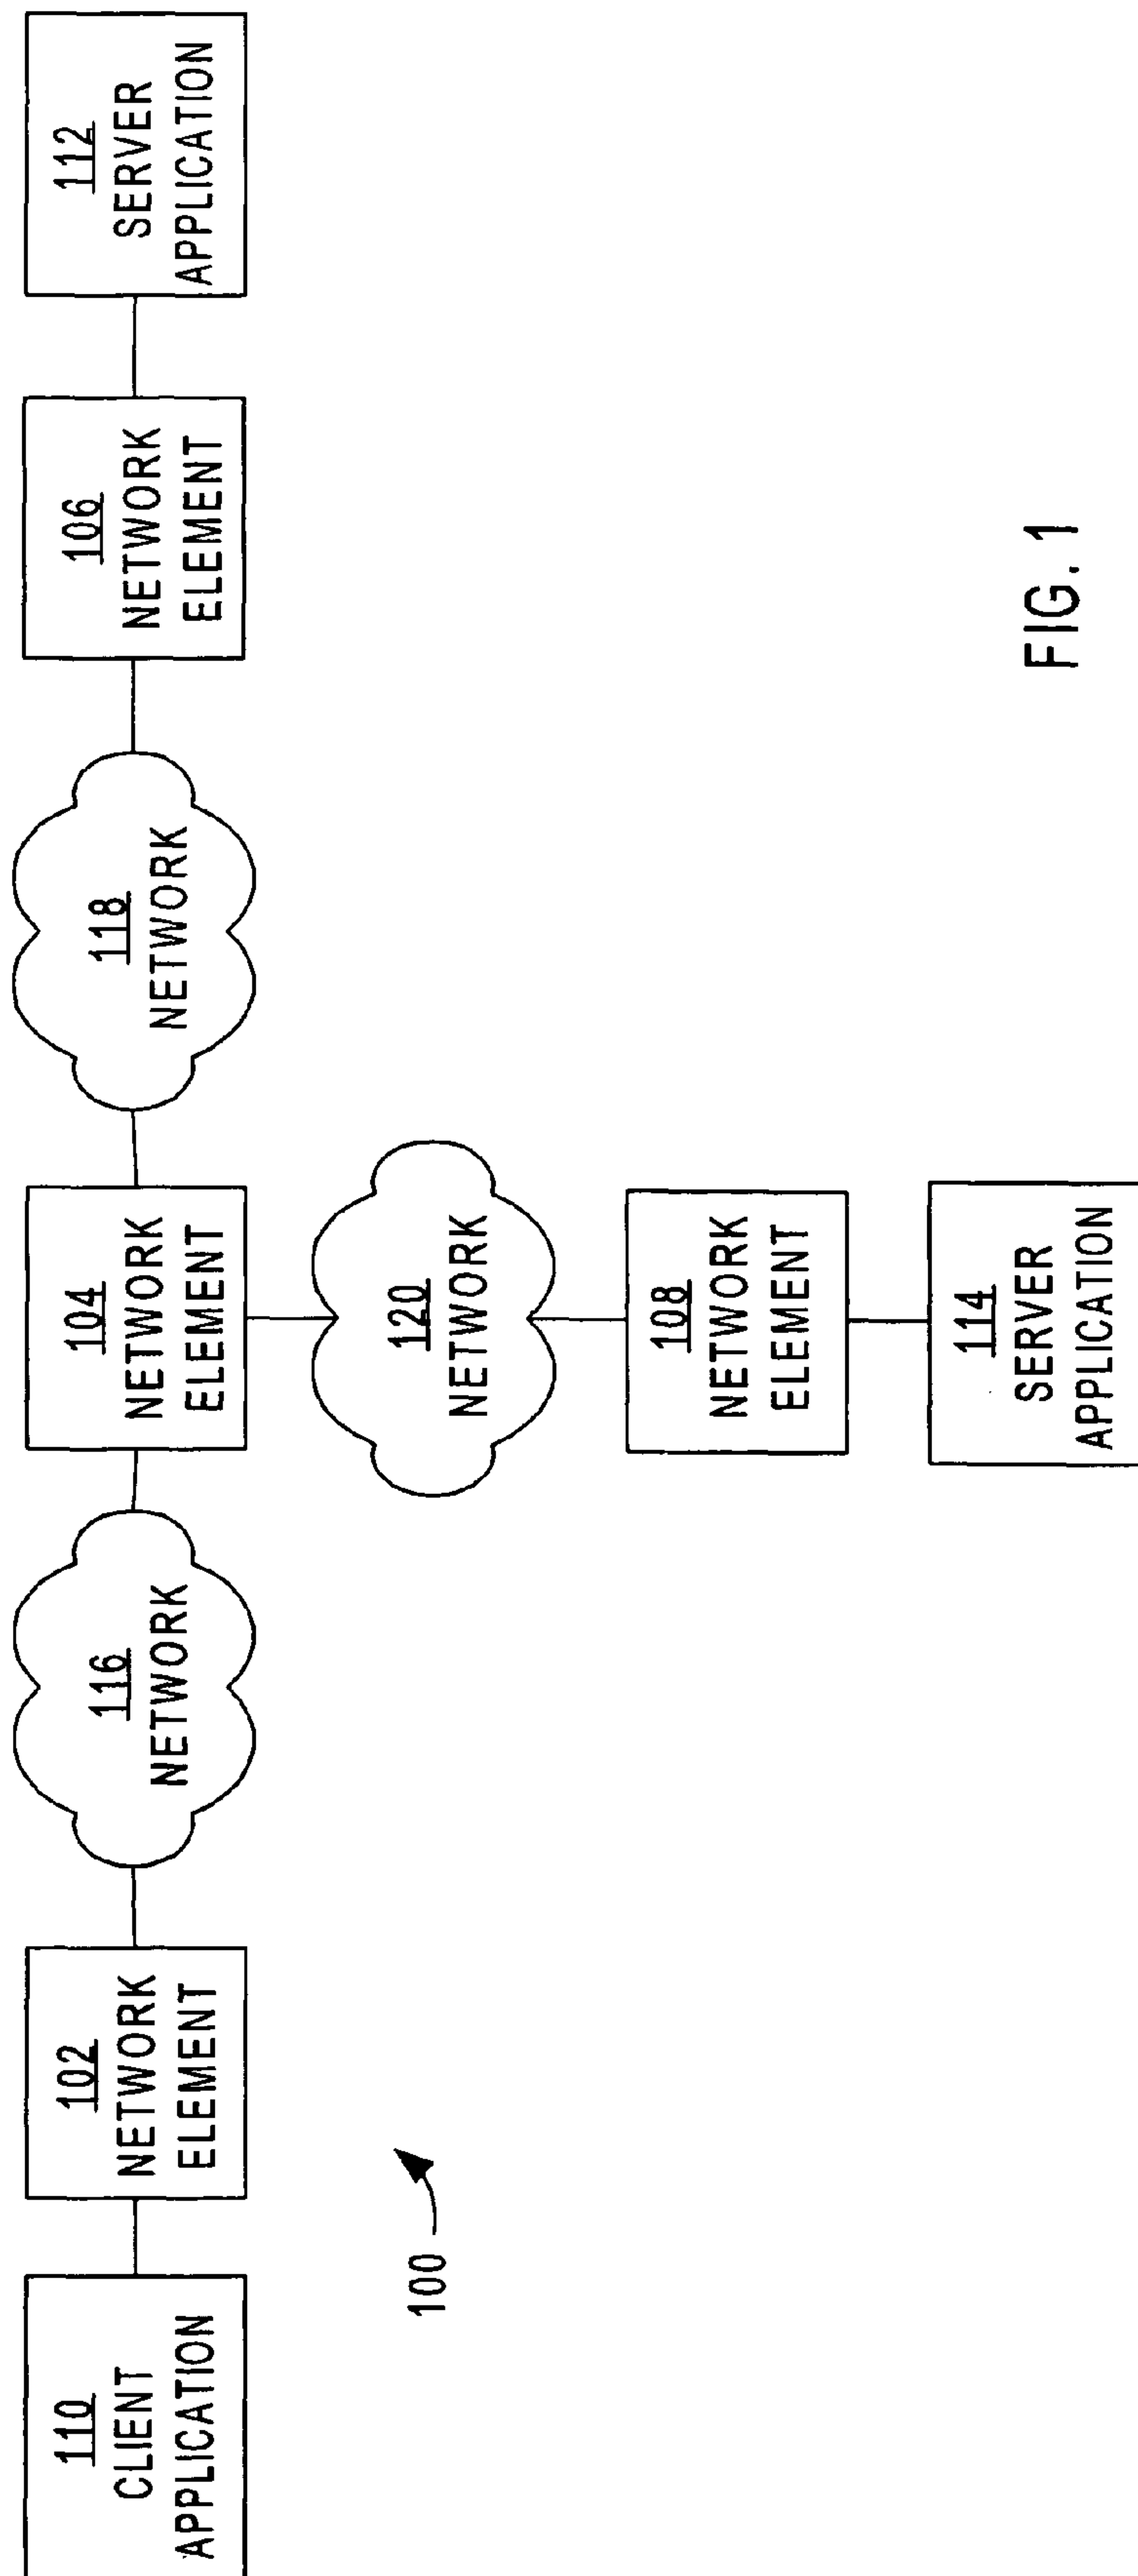 110
CLIENT
APPLICATION
102
NETWORK
ELEMENT
116
NETWORK
104
NETWORK
ELEMENT
118
NETWORK
106
NETWORK
ELEMENT
112
SERVER
APPLICATION
120
NETWORK
108
NETWORK
ELEMENT
114
SERVER
APPLICATION
100
FIG. 1